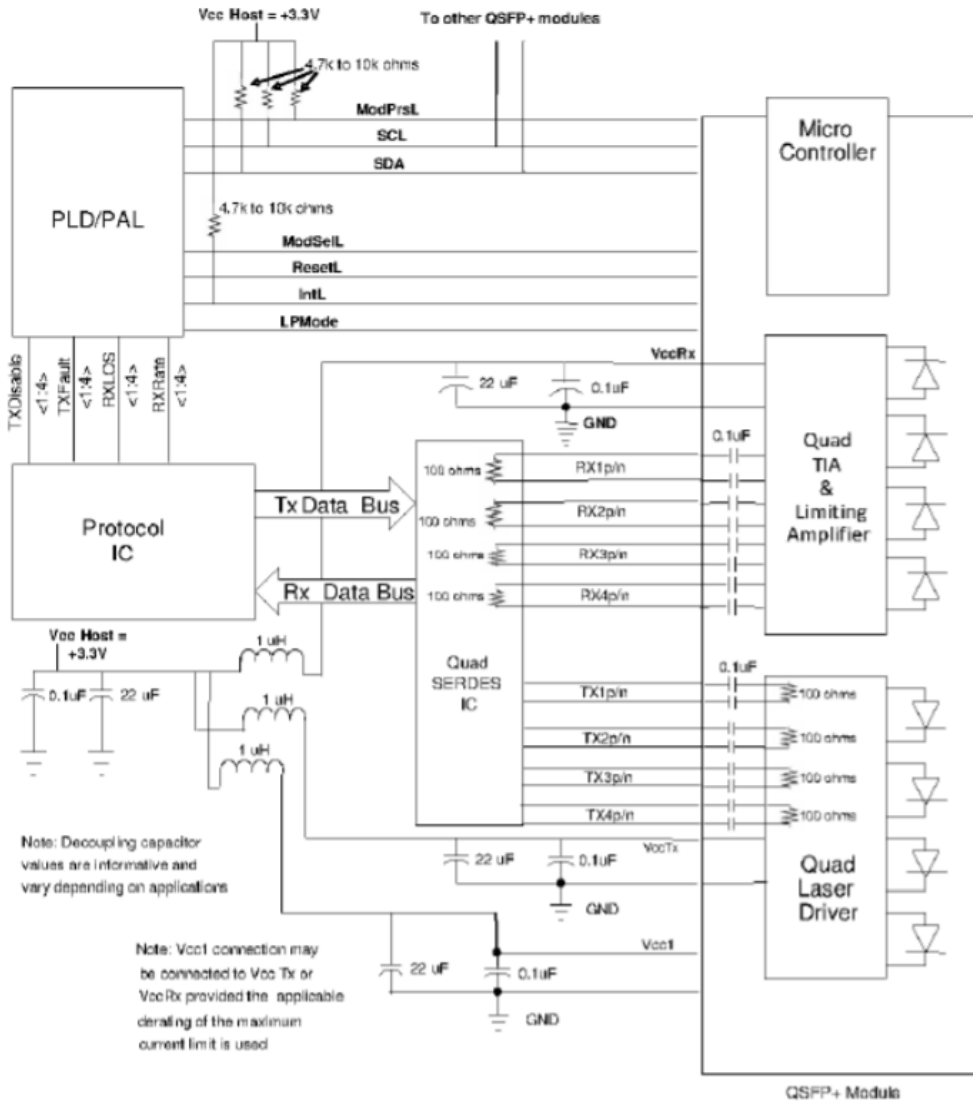 Vcc Host = +3.3V
To other QSFP+ modules
4.7k to 10k ohms
ModPrsL
SCL
SDA
Micro
Controller
PLD/PAL
4.7k to 10k ohms
ModSelL
ResetL
IntL
LPMode
TXDisable
<1:4>
TXFault
<1:4>
RXLOS
<1:4>
RXRate
<1:4>
VccRx
22 uF
0.1uF
GND
0.1uF
Quad
TIA
&
Limiting
Amplifier
100 ohms
RX1p/n
100 ohms
RX2p/n
100 ohms
RX3p/n
100 ohms
RX4p/n
Protocol
IC
Tx Data Bus
Rx Data Bus
Vcc Host =
+3.3V
0.1uF
22 uF
1 uH
1 uH
1 uH
Quad
SERDES
IC
0.1uF
TX1p/n
100 ohms
TX2p/n
100 ohms
TX3p/n
100 ohms
TX4p/n
100 ohms
Note: Decoupling capacitor
values are informative and
vary depending on applications
VccTx
22 uF
0.1uF
GND
Quad
Laser
Driver
Note: Vcc1 connection may
be connected to Vcc Tx or
VccRx provided the applicable
derating of the maximum
current limit is used
Vcc1
22 uF
0.1uF
GND
QSFP+ Module